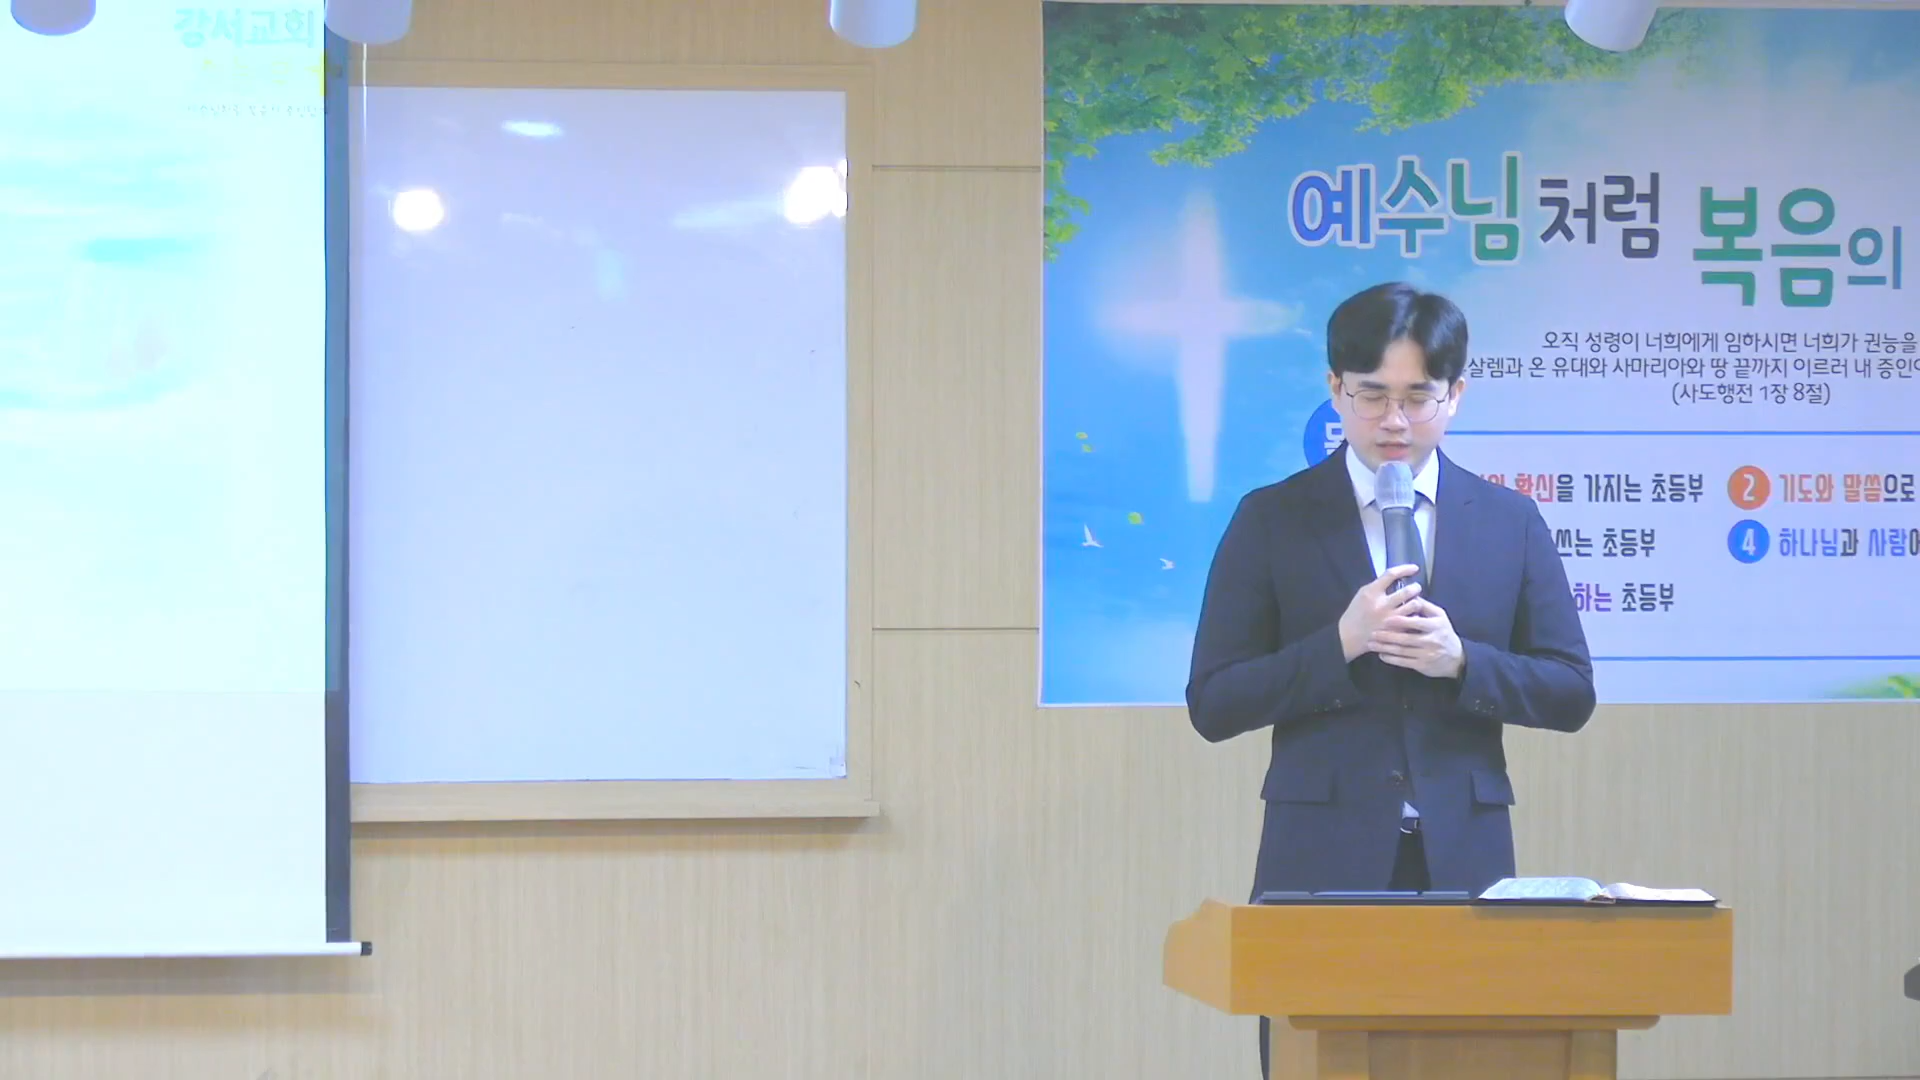 강서교회
예수님처럼 복음의
오직 성령이 너희에게 임하시면 너희가 권능을
살렘과 온 유대와 사마리아와 땅 끝까지 이르러 내 증인이
(사도행전 1장 8절)
확신을 가지는 초등부
2 기도와 말씀으로
쓰는 초등부
4 하나님과 사람에
하는 초등부